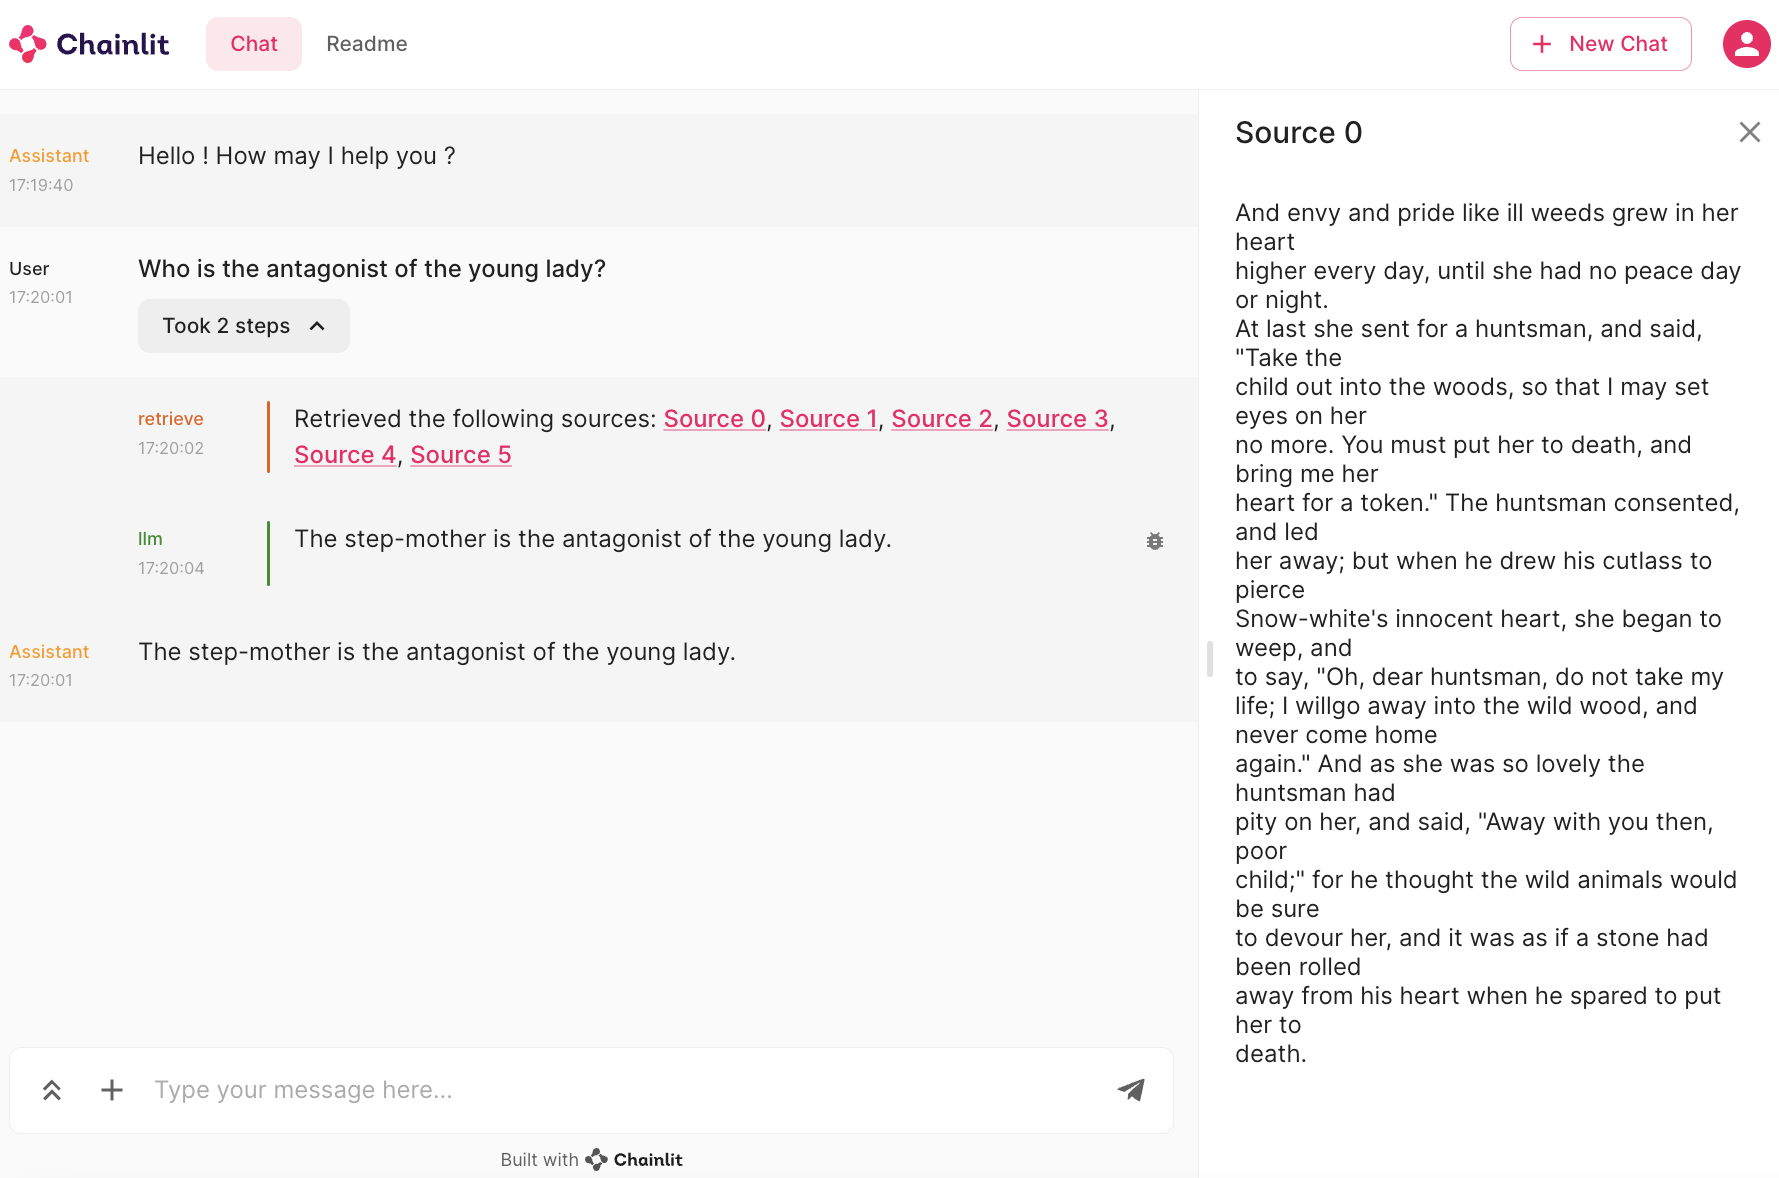 Chainlit
Chat
Readme
New Chat
Assistant
17:19:40
Hello ! How may I help you ?
User
17:20:01
Who is the antagonist of the young lady?
Took 2 steps
retrieve
17:20:02
Retrieved the following sources: Source 0, Source 1, Source 2, Source 3,
Source 4, Source 5
llm
17:20:04
The step-mother is the antagonist of the young lady.
Assistant
17:20:01
The step-mother is the antagonist of the young lady.
Type your message here...
Built with Chainlit
Source 0
And envy and pride like ill weeds grew in her
heart
higher every day, until she had no peace day
or night.
At last she sent for a huntsman, and said,
"Take the
child out into the woods, so that I may set
eyes on her
no more. You must put her to death, and
bring me her
heart for a token." The huntsman consented,
and led
her away; but when he drew his cutlass to
pierce
Snow-white's innocent heart, she began to
weep, and
to say, "Oh, dear huntsman, do not take my
life; I willgo away into the wild wood, and
never come home
again." And as she was so lovely the
huntsman had
pity on her, and said, "Away with you then,
poor
child;" for he thought the wild animals would
be sure
to devour her, and it was as if a stone had
been rolled
away from his heart when he spared to put
her to
death.